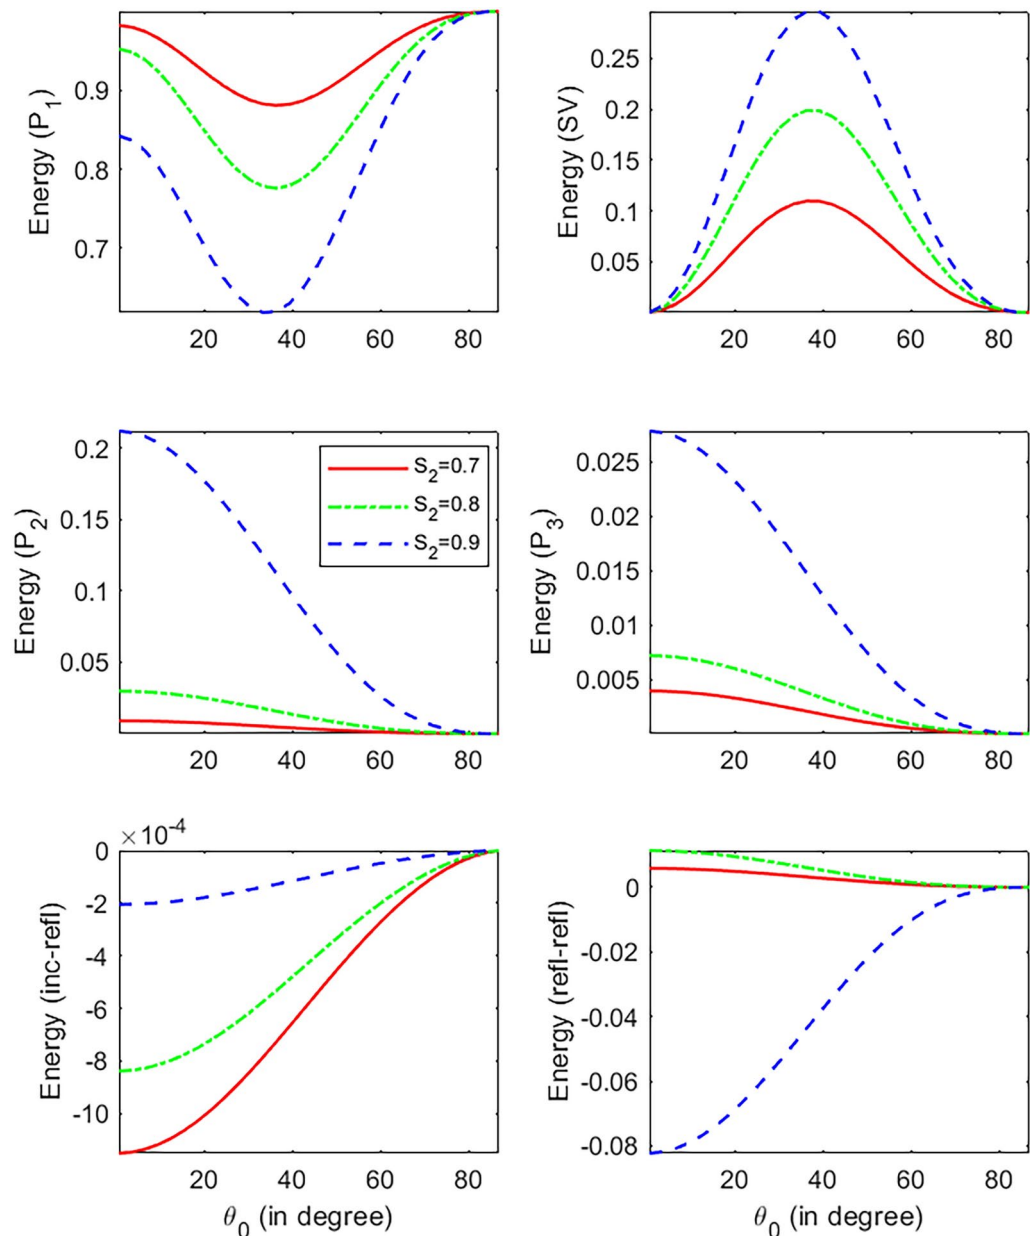 Energy (P1)
0.9
0.8
0.7
20 40 60 80
Energy (SV)
0.25
0.2
0.15
0.1
0.05
20 40 60 80
Energy (P2)
0.2
0.15
0.1
0.05
20 40 60 80
S2=0.7
S2=0.8
S2=0.9
Energy (P3)
0.025
0.02
0.015
0.01
0.005
20 40 60 80
×10-4
Energy (inc-refl)
0
-2
-4
-6
-8
-10
20 40 60 80
θ0 (in degree)
Energy (refl-refl)
0
-0.02
-0.04
-0.06
-0.08
20 40 60 80
θ0 (in degree)